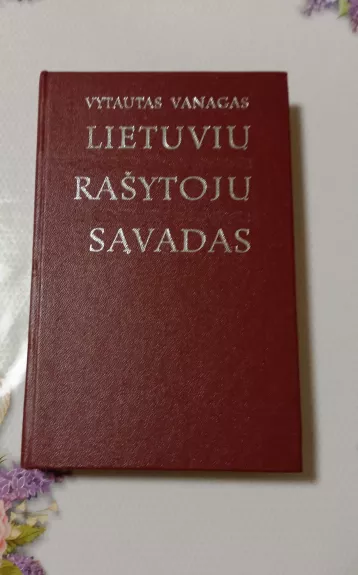 VYTAUTAS VANAGAS
LIETUVIŲ
RAŠYTOJŲ
SĄVADAS